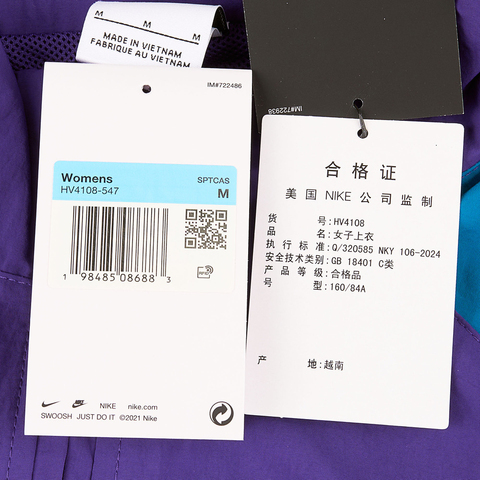 M
M
M
MADE IN VIETNAM
FABRIQUE AU VIETNAM
IM#722486
Womens
HV4108-547
SPTCAS
M
1 98485 08688 3
NIKE
nike.com
SWOOSH JUST DO IT ©2021 Nike
IM#722938
合格证
美国 NIKE 公司监制
货号:HV4108
品名:女子上衣
执行标准:Q/320585 NKY 106-2024
安全技术类别:GB 18401 C类
产品等级:合格品
号型:160/84A
产地:越南